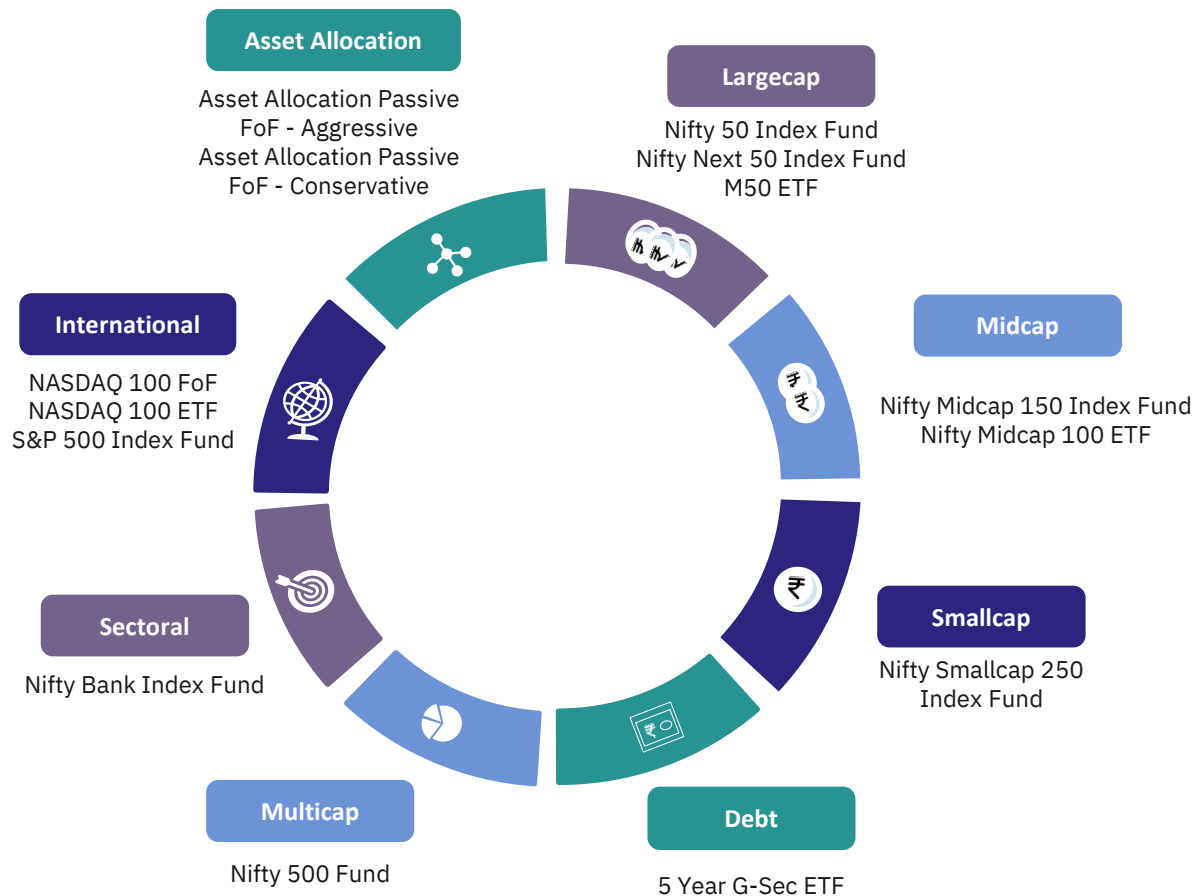 Asset Allocation
Asset Allocation Passive
FoF - Aggressive
Asset Allocation Passive
FoF - Conservative
Largecap
Nifty 50 Index Fund
Nifty Next 50 Index Fund
M50 ETF
Midcap
Nifty Midcap 150 Index Fund
Nifty Midcap 100 ETF
Smallcap
Nifty Smallcap 250
Index Fund
Debt
5 Year G-Sec ETF
Multicap
Nifty 500 Fund
Sectoral
Nifty Bank Index Fund
International
NASDAQ 100 FoF
NASDAQ 100 ETF
S&P 500 Index Fund